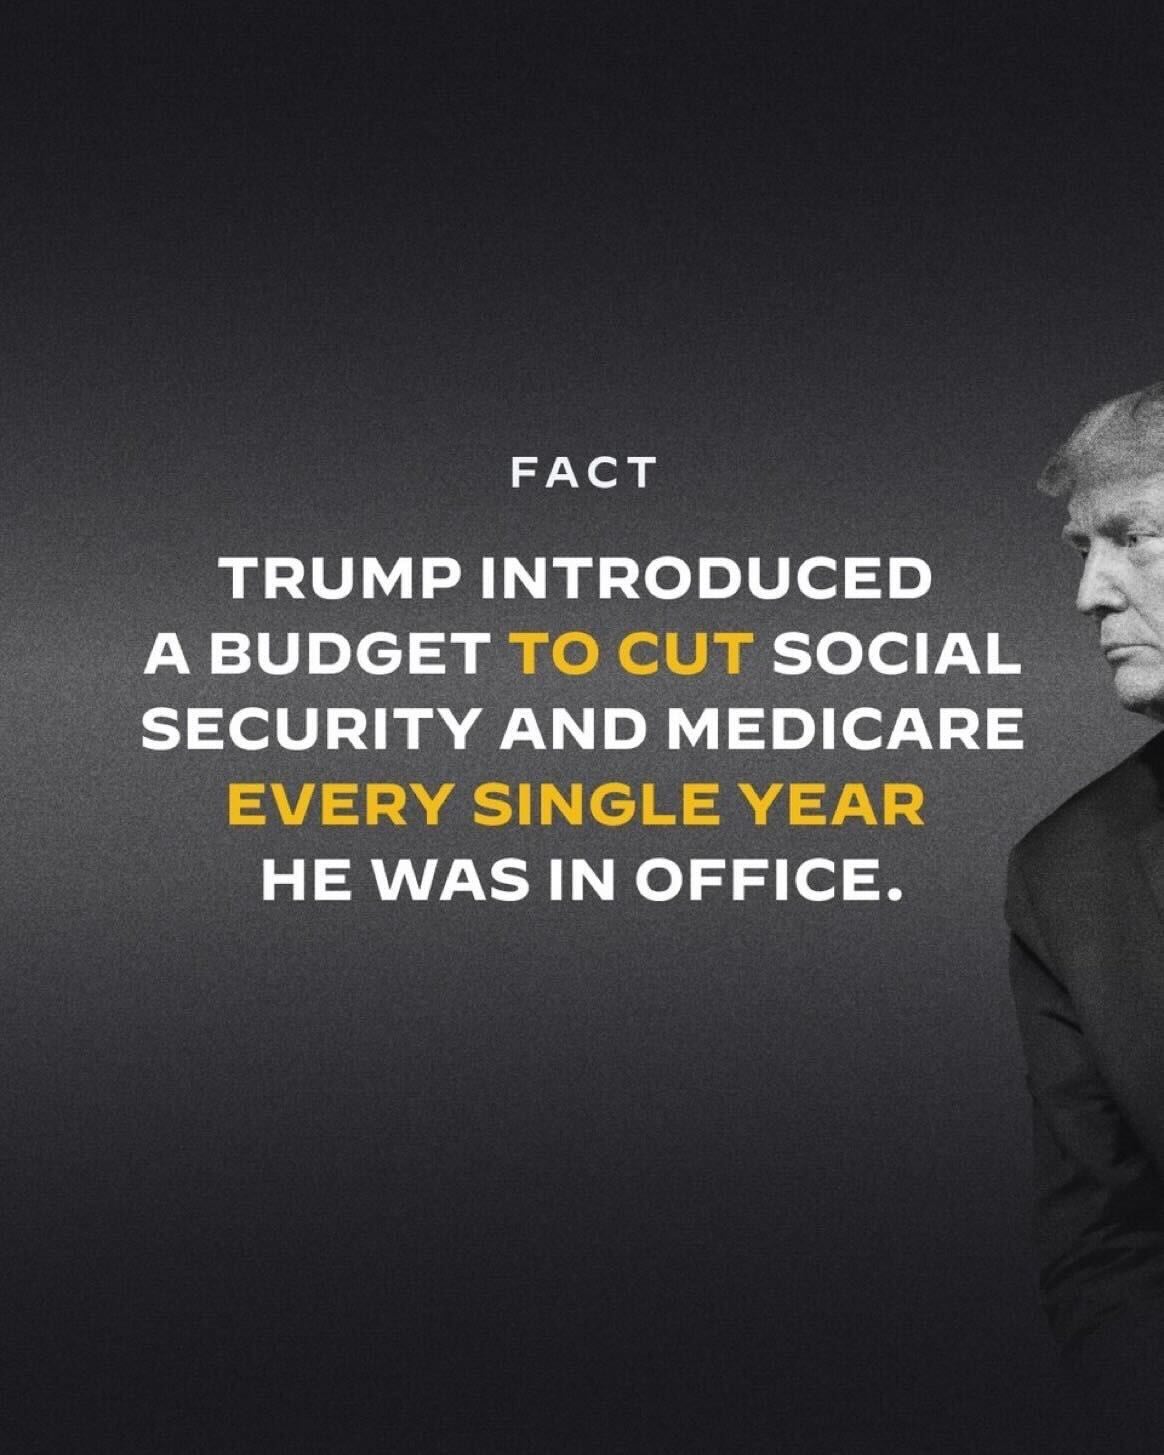 FACT
TRUMP INTRODUCED
A BUDGET TO CUT SOCIAL
SECURITY AND MEDICARE
EVERY SINGLE YEAR
HE WAS IN OFFICE.